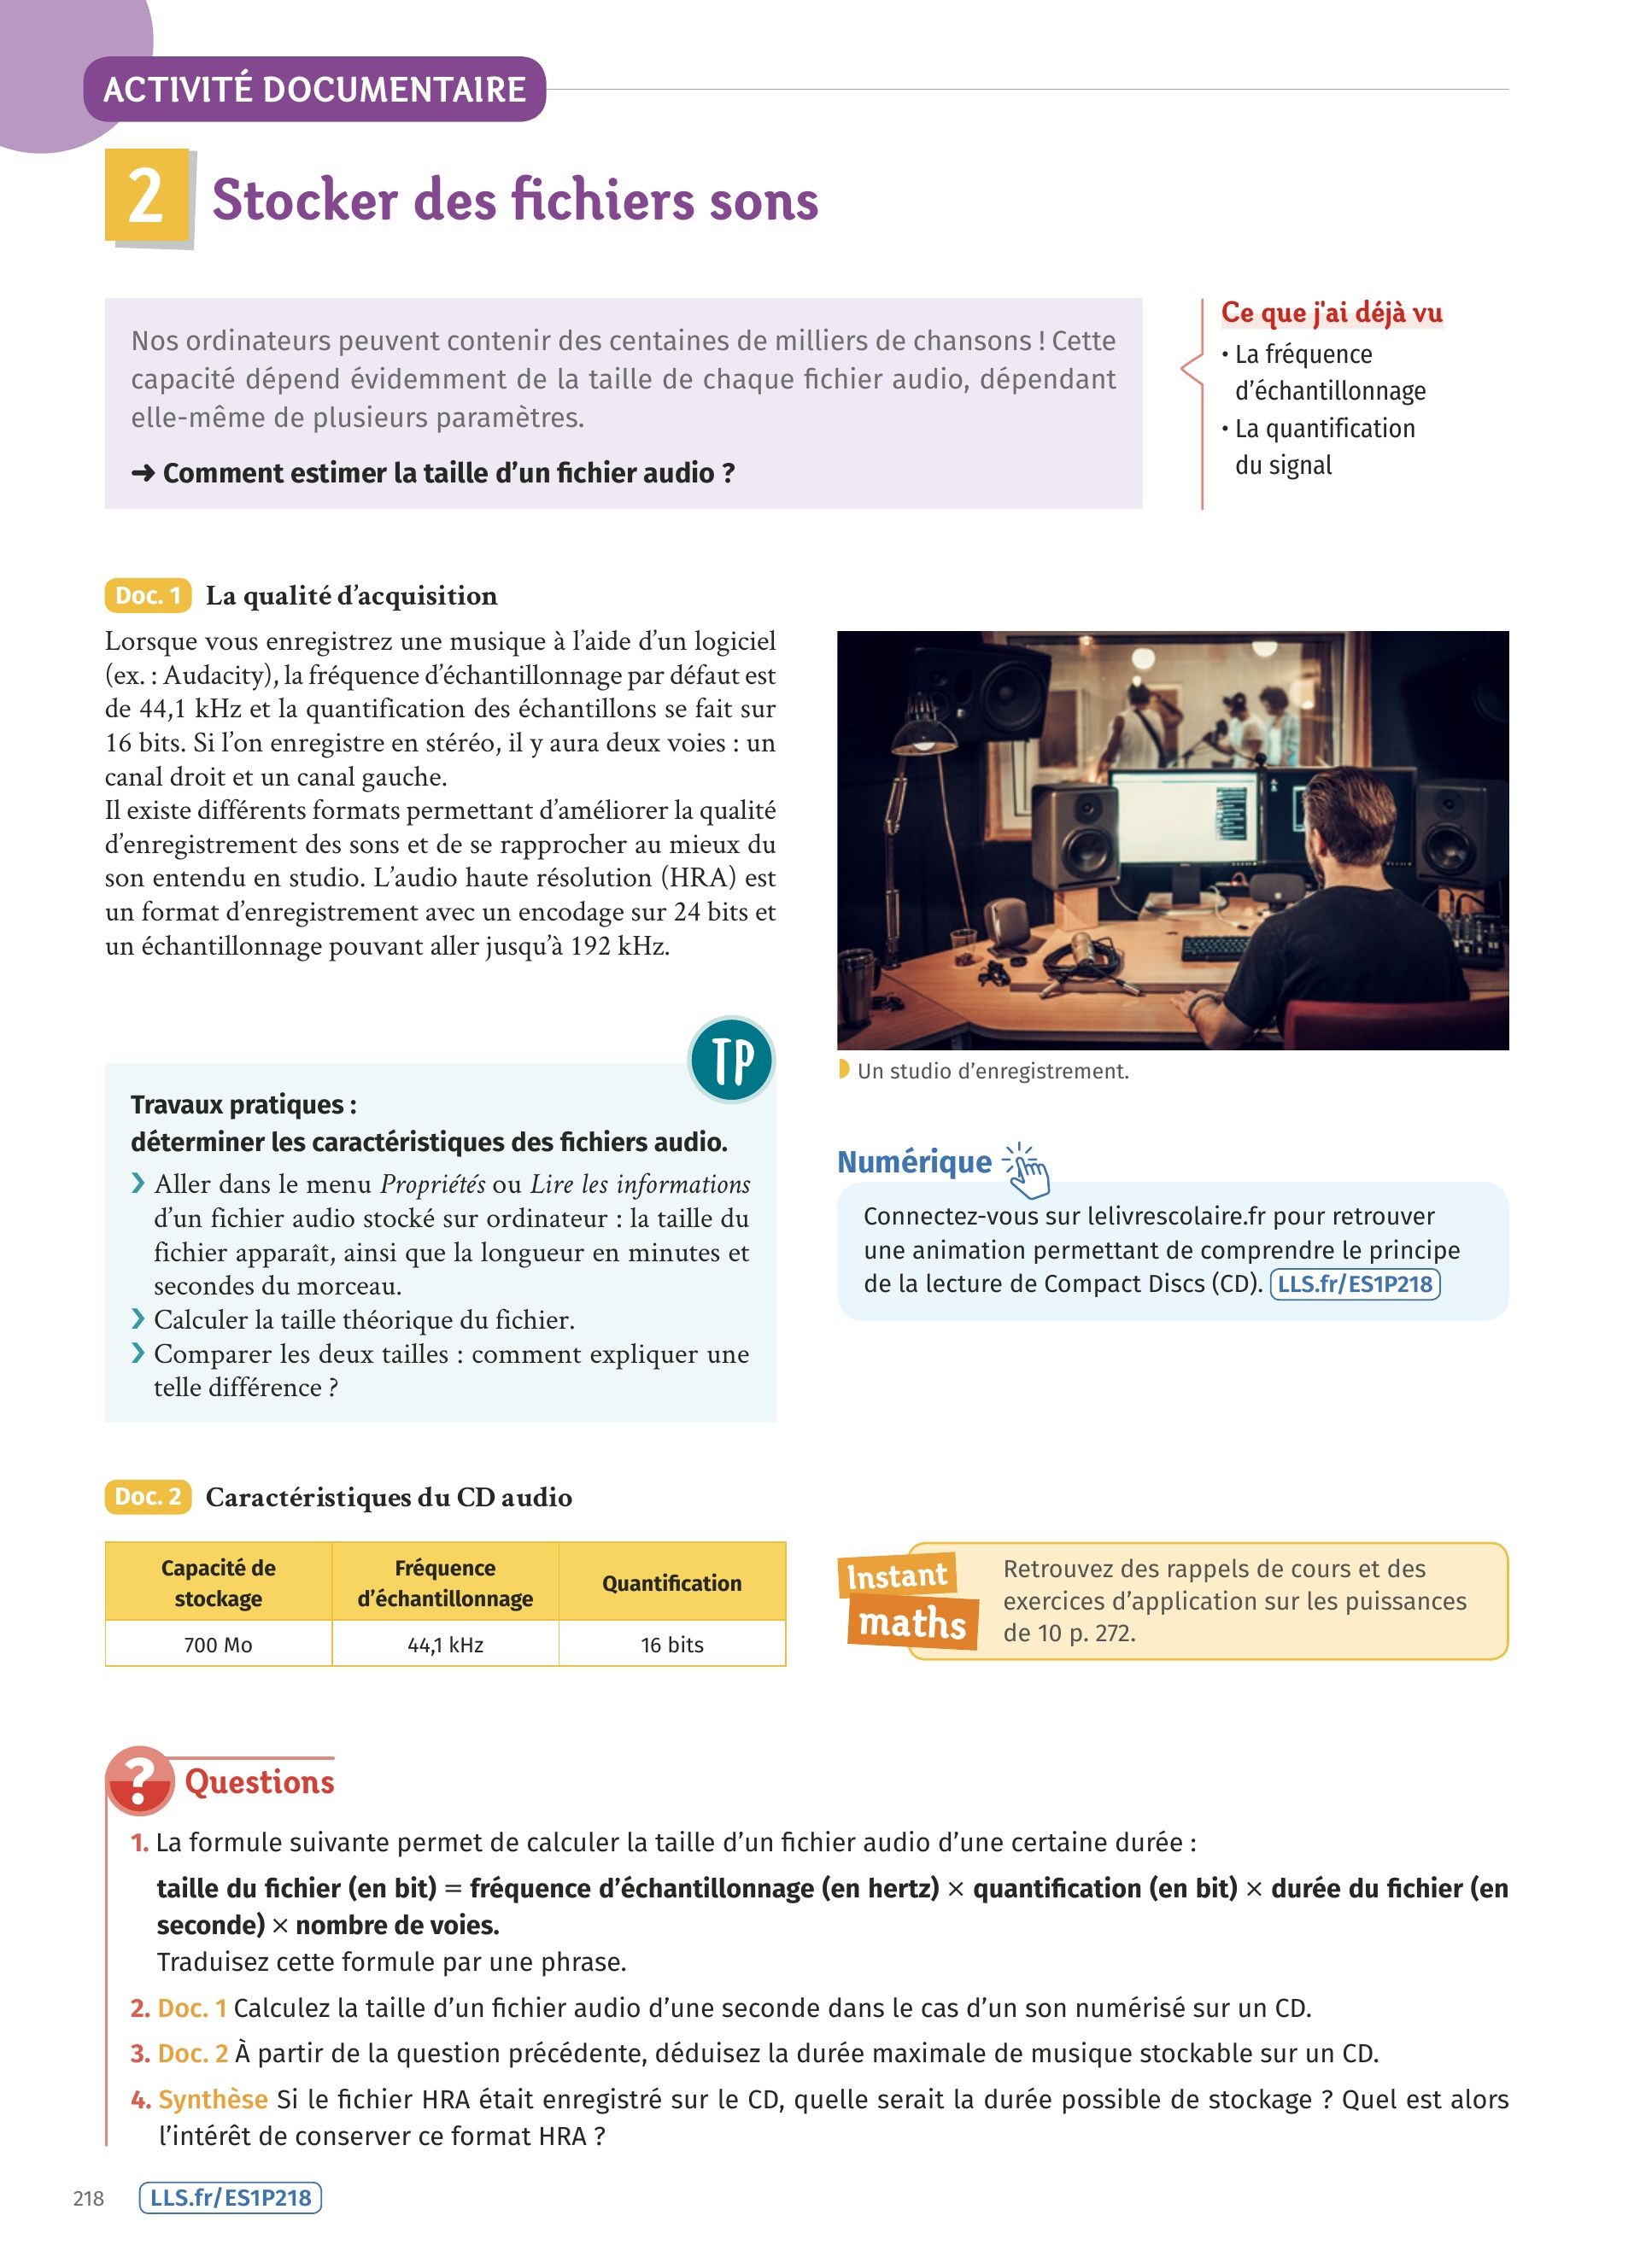 ACTIVITÉ DOCUMENTAIRE
2 Stocker des fichiers sons
Nos ordinateurs peuvent contenir des centaines de milliers de chansons ! Cette
capacité dépend évidemment de la taille de chaque fichier audio, dépendant
elle-même de plusieurs paramètres.
➜ Comment estimer la taille d'un fichier audio ?
Ce que j'ai déjà vu
• La fréquence
d'échantillonnage
• La quantification
du signal
Doc. 1 La qualité d'acquisition
Lorsque vous enregistrez une musique à l'aide d'un logiciel
(ex. : Audacity), la fréquence d'échantillonnage par défaut est
de 44,1 kHz et la quantification des échantillons se fait sur
16 bits. Si l'on enregistre en stéréo, il y aura deux voies : un
canal droit et un canal gauche.
Il existe différents formats permettant d'améliorer la qualité
d'enregistrement des sons et de se rapprocher au mieux du
son entendu en studio. L'audio haute résolution (HRA) est
un format d'enregistrement avec un encodage sur 24 bits et
un échantillonnage pouvant aller jusqu'à 192 kHz.
Un studio d'enregistrement.
TP
Travaux pratiques :
déterminer les caractéristiques des fichiers audio.
❯ Aller dans le menu Propriétés ou Lire les informations
d'un fichier audio stocké sur ordinateur : la taille du
fichier apparaît, ainsi que la longueur en minutes et
secondes du morceau.
❯ Calculer la taille théorique du fichier.
❯ Comparer les deux tailles : comment expliquer une
telle différence ?
Numérique
Connectez-vous sur lelivrescolaire.fr pour retrouver
une animation permettant de comprendre le principe
de la lecture de Compact Discs (CD). LLS.fr/ES1P218
Doc. 2 Caractéristiques du CD audio
Capacité de
stockage
Fréquence
d'échantillonnage
Quantification
700 Mo
44,1 kHz
16 bits
Instant
maths
Retrouvez des rappels de cours et des
exercices d'application sur les puissances
de 10 p. 272.
? Questions
1. La formule suivante permet de calculer la taille d'un fichier audio d'une certaine durée :
taille du fichier (en bit) = fréquence d'échantillonnage (en hertz) × quantification (en bit) × durée du fichier (en
seconde) × nombre de voies.
Traduisez cette formule par une phrase.
2. Doc. 1 Calculez la taille d'un fichier audio d'une seconde dans le cas d'un son numérisé sur un CD.
3. Doc. 2 À partir de la question précédente, déduisez la durée maximale de musique stockable sur un CD.
4. Synthèse Si le fichier HRA était enregistré sur le CD, quelle serait la durée possible de stockage ? Quel est alors
l'intérêt de conserver ce format HRA ?
218
LLS.fr/ES1P218